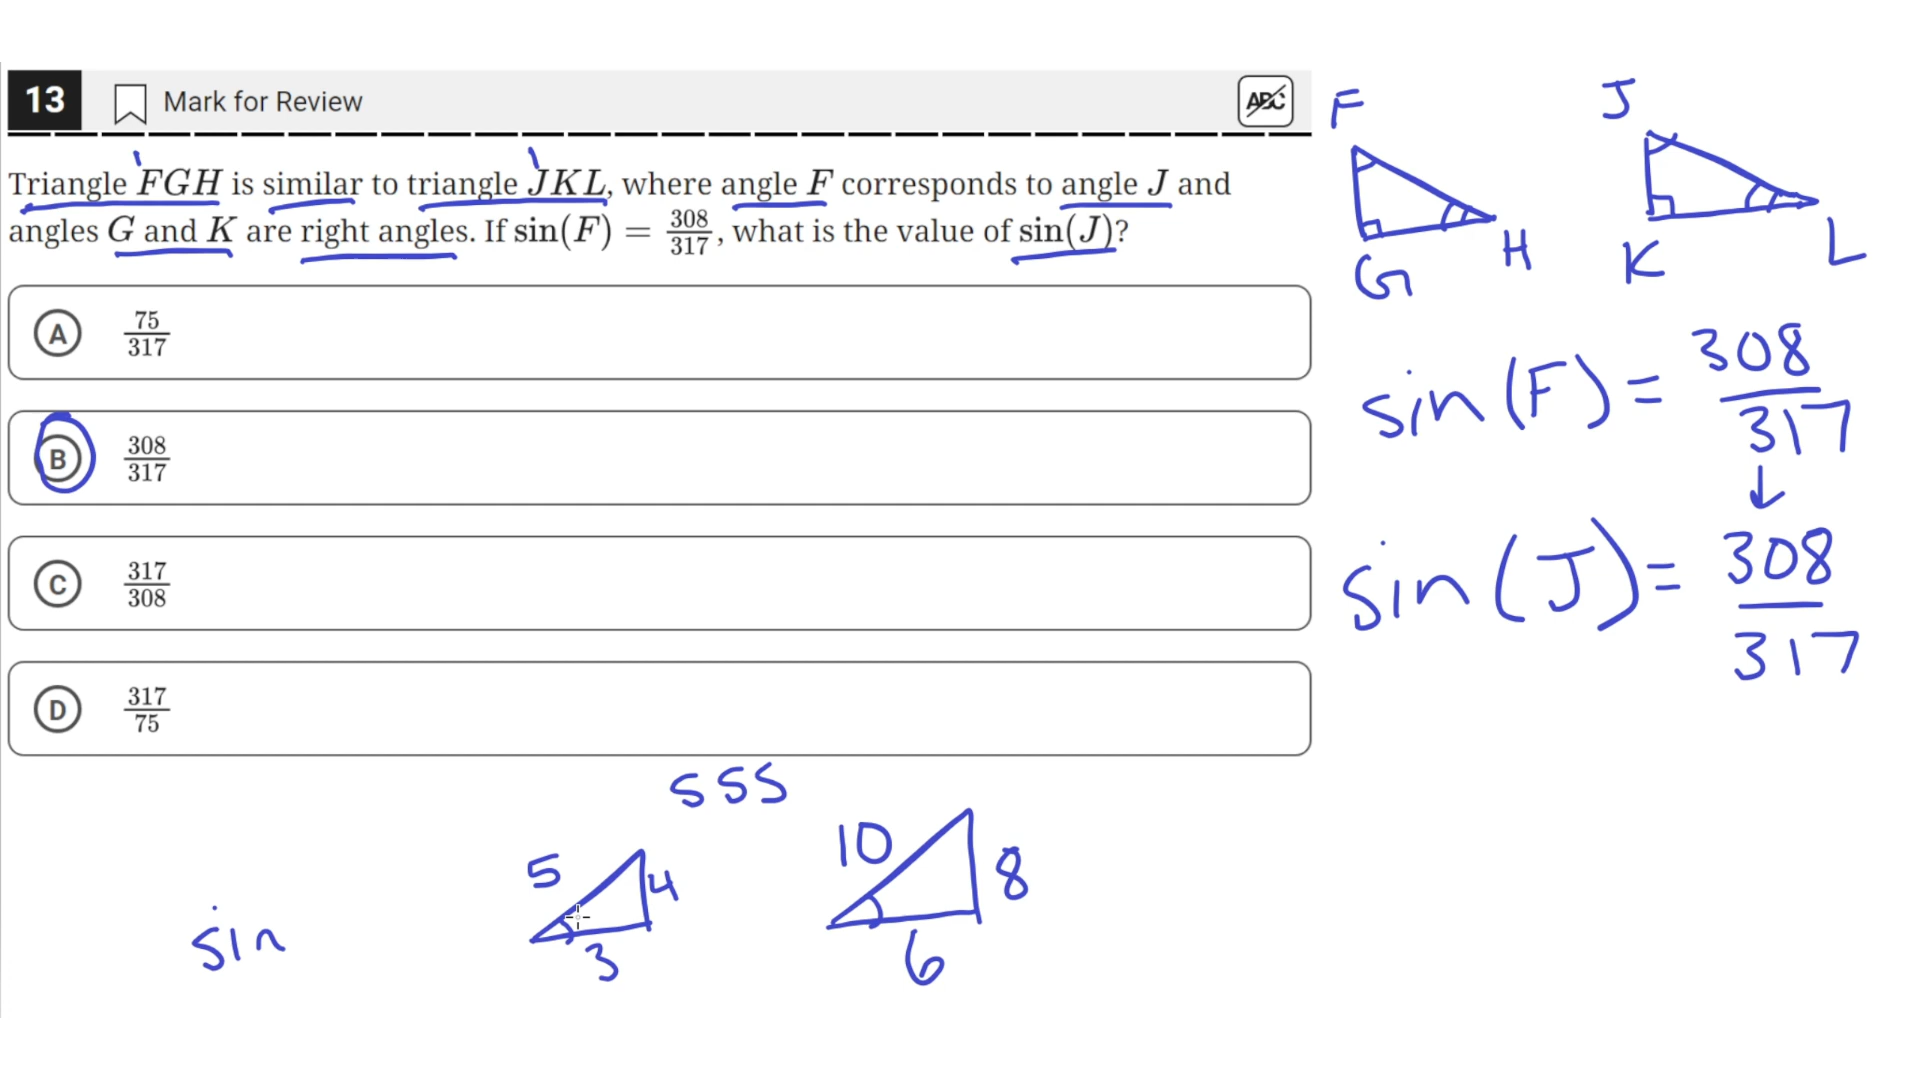 13 Mark for Review ABC
Triangle FGH is similar to triangle JKL, where angle F corresponds to angle J and
angles G and K are right angles. If sin(F) = 308/317, what is the value of sin(J)?
A 75/317
B 308/317
C 317/308
D 317/75
F
G
H
J
K
L
sin(F) = 308/317
sin(J) = 308/317
SSS
5
4
3
10
8
6
sin